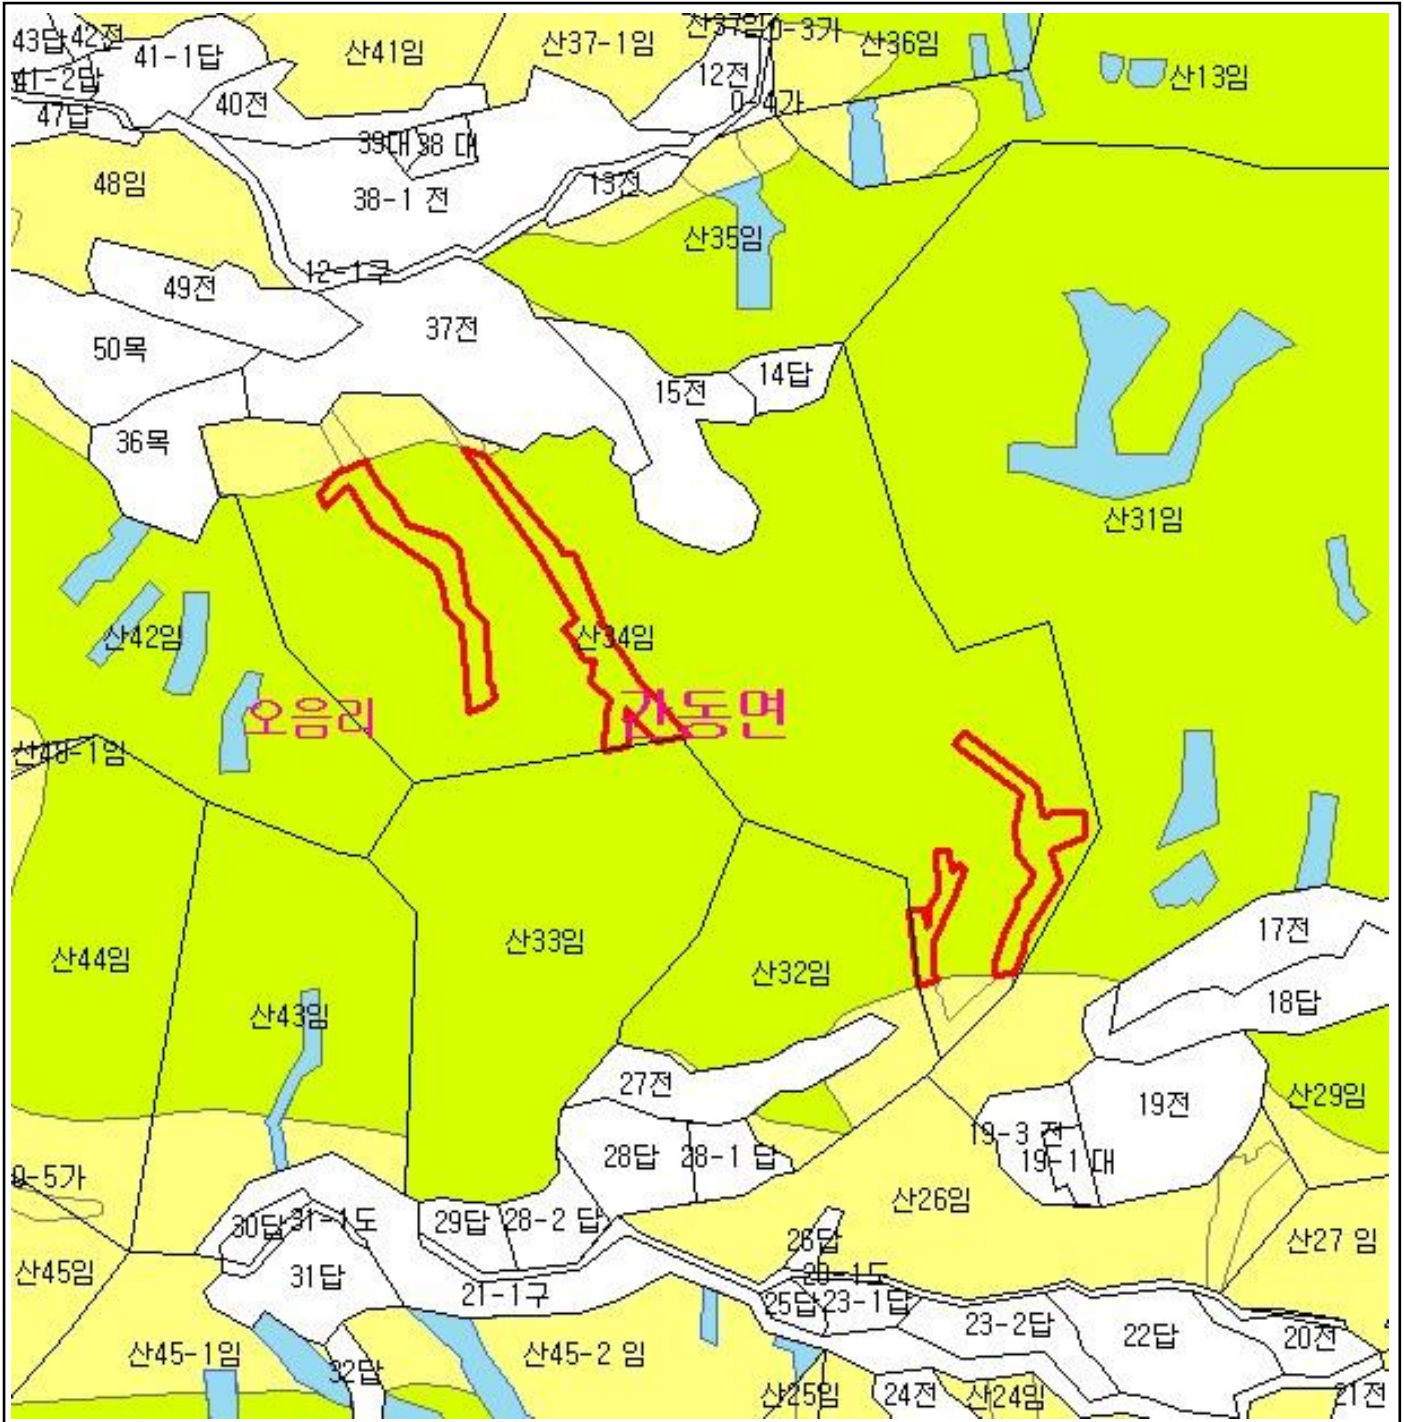 43답
42전
41-1답
산41임
산37-1임
산37임
0-3가
산36임
41-2답
40전
12전
산13임
47답
0-4가
39대
38 대
48임
38-1 전
13전
산35임
12-1구
49전
37전
50목
15전
14답
36목
산31임
산42임
산34임
오음리
간동면
산48-1임
산44임
산33임
산32임
17전
산43임
18답
27전
19전
산29임
19-3 전
28답
28-1 답
19-1 대
0-5가
산26임
30답
31-1도
29답
28-2 답
26답
산27 임
산45임
31답
20-1도
21-1구
25답
23-1답
23-2답
22답
20전
산45-1임
산45-2 임
32답
산25임
24전
산24임
21전